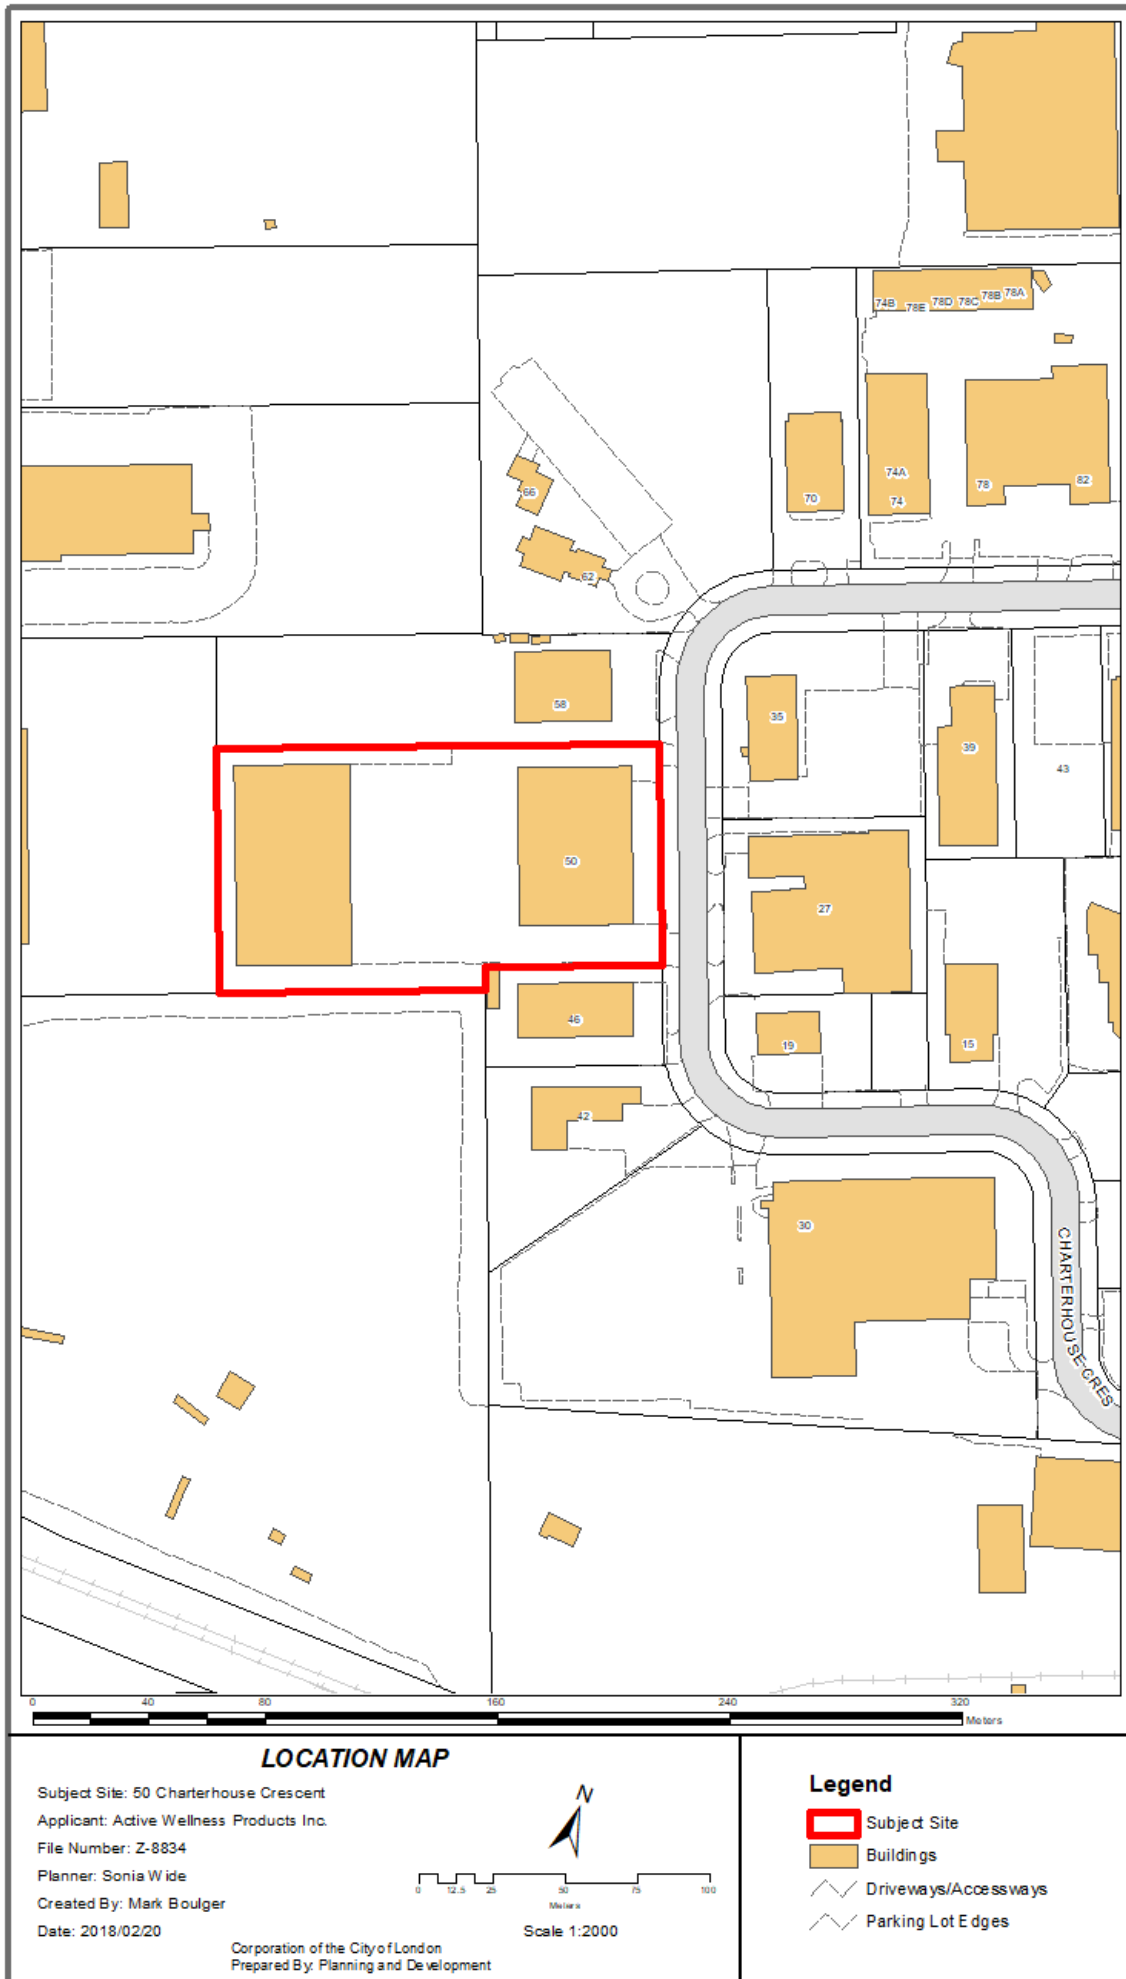 74B 78E 78D 78C 78B 78A
66
70
74A
74
78
82
62
58
35
39
43
50
27
46
19
15
42
30
CHARTERHOUSE CRES
0 40 80 160 240 320
Meters
LOCATION MAP
Subject Site: 50 Charterhouse Crescent
Applicant: Active Wellness Products Inc.
File Number: Z-8834
Planner: Sonia Wide
Created By: Mark Boulger
Date: 2018/02/20
N
0 12.5 25 50 75 100
Meters
Scale 1:2000
Corporation of the City of London
Prepared By: Planning and Development
Legend
Subject Site
Buildings
Driveways/Accessways
Parking Lot Edges